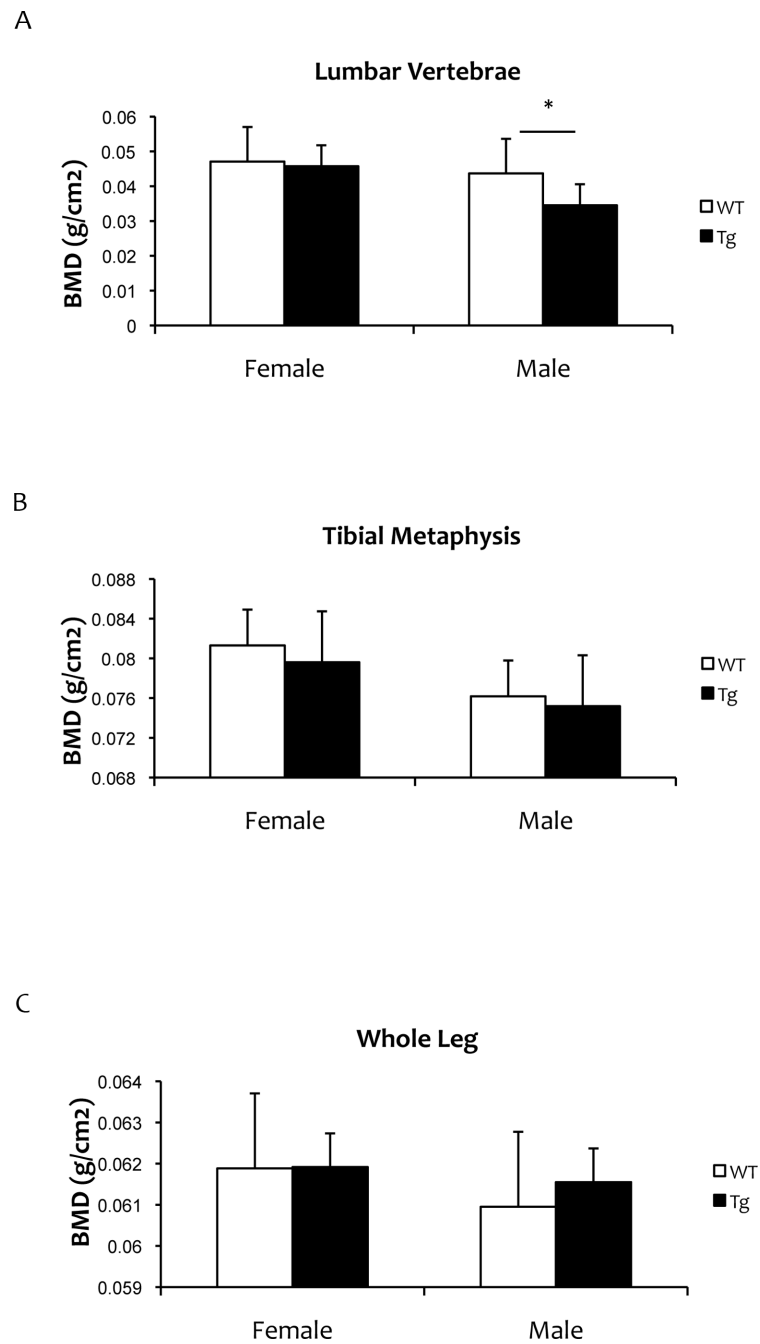 A
Lumbar Vertebrae
*
0.06
0.05
0.04
0.03
0.02
0.01
0
BMD (g/cm2)
WT
Tg
Female Male
B
Tibial Metaphysis
0.088
0.084
0.08
0.076
0.072
0.068
BMD (g/cm2)
WT
Tg
Female Male
C
Whole Leg
0.064
0.063
0.062
0.061
0.06
0.059
BMD (g/cm2)
WT
Tg
Female Male